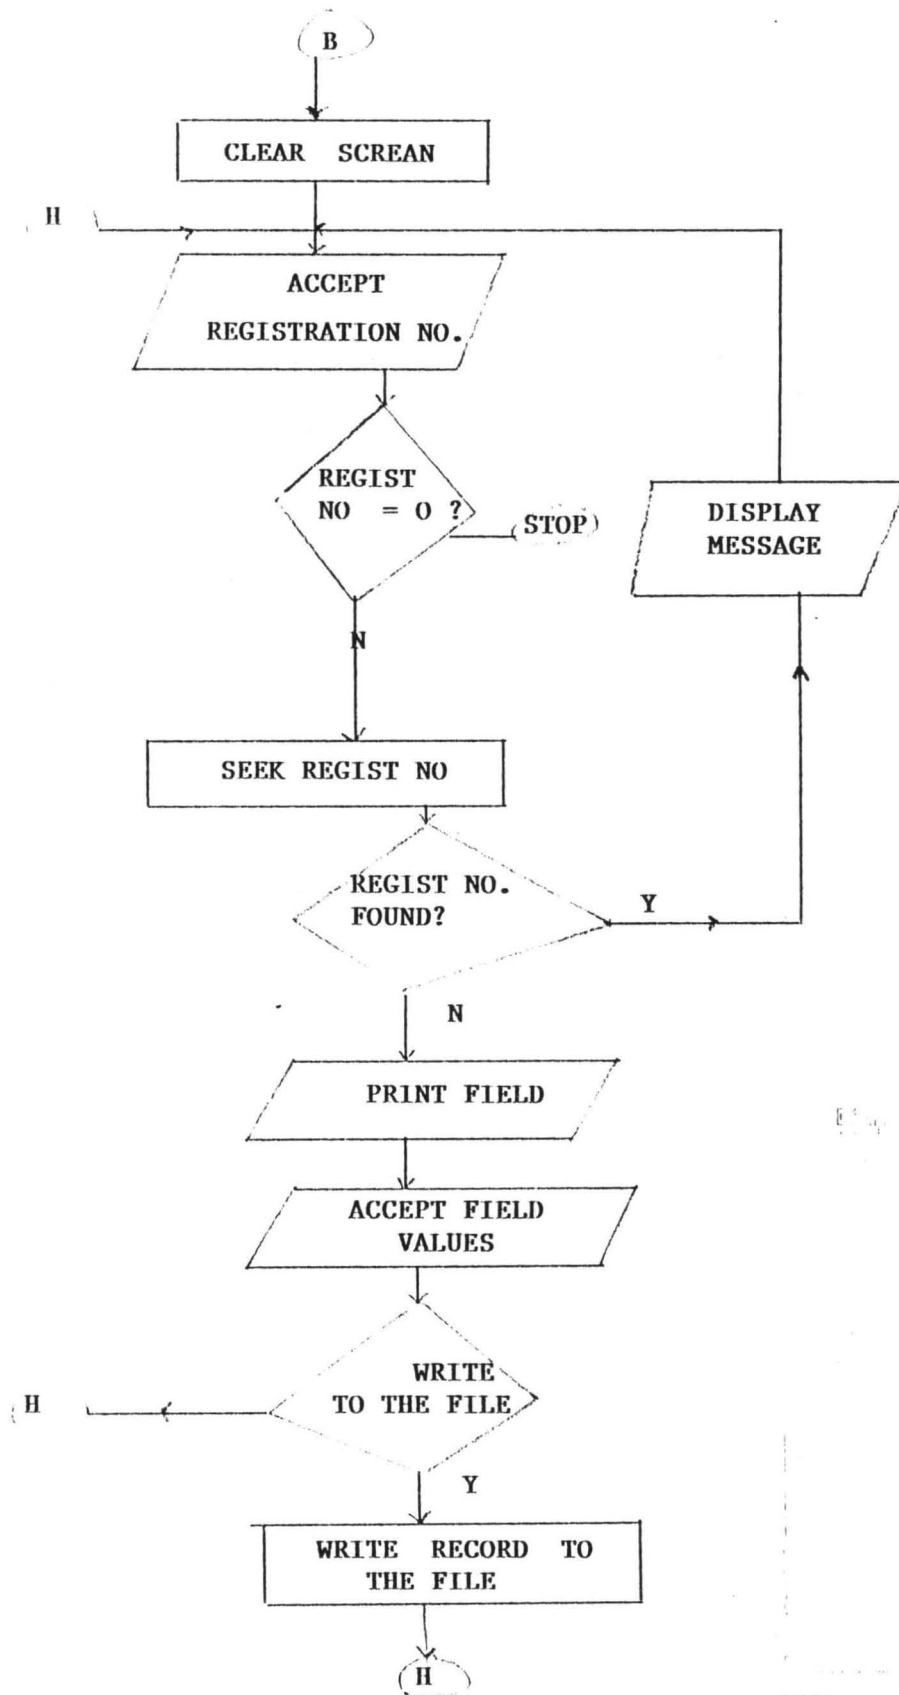 B
CLEAR SCREAN
H
ACCEPT
REGISTRATION NO.
REGIST
NO = 0 ?
STOP
DISPLAY
MESSAGE
N
SEEK REGIST NO
REGIST NO.
FOUND?
Y
N
PRINT FIELD
ACCEPT FIELD
VALUES
WRITE
TO THE FILE
H
Y
WRITE RECORD TO
THE FILE
H